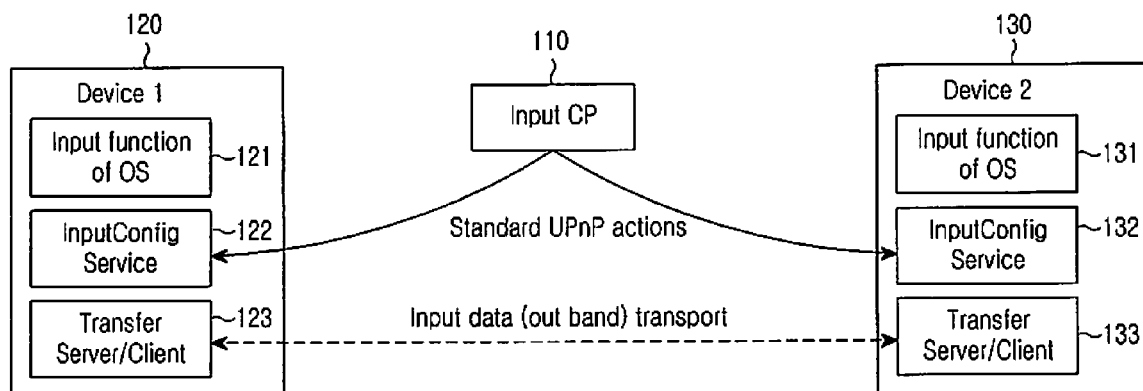 120
110
130
Device 1
Input function
of OS
121
InputConfig
Service
122
Transfer
Server/Client
123
Input CP
Standard UPnP actions
Input data (out band) transport
Device 2
Input function
of OS
131
InputConfig
Service
132
Transfer
Server/Client
133